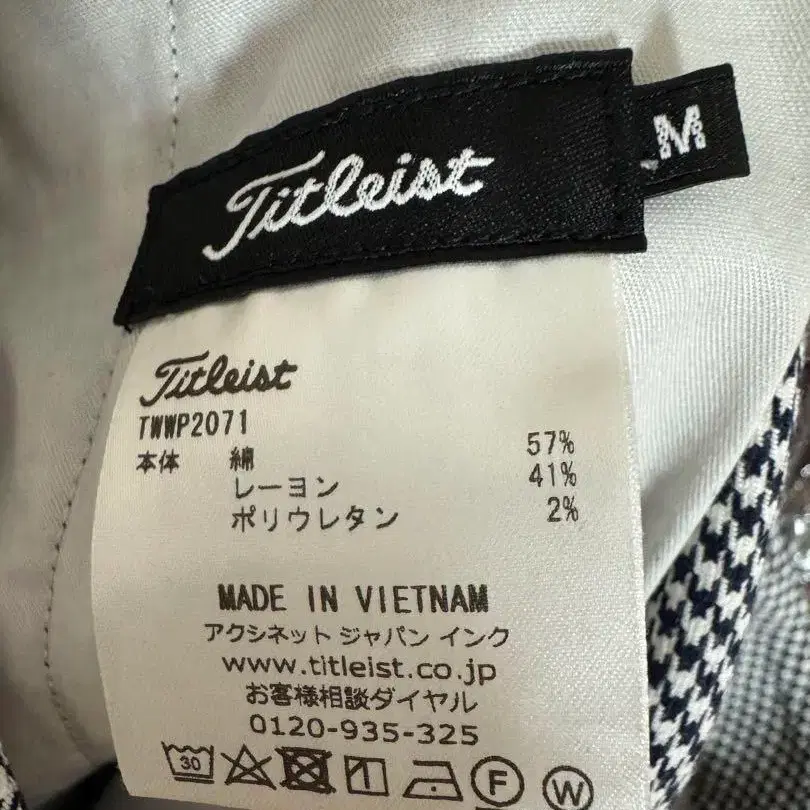 Titleist
M
Titleist
TWWP2071
本体 綿 57%
レーヨン 41%
ポリウレタン 2%
MADE IN VIETNAM
アクシネット ジャパン インク
www.titleist.co.jp
お客様相談ダイヤル
0120-935-325
30 F W